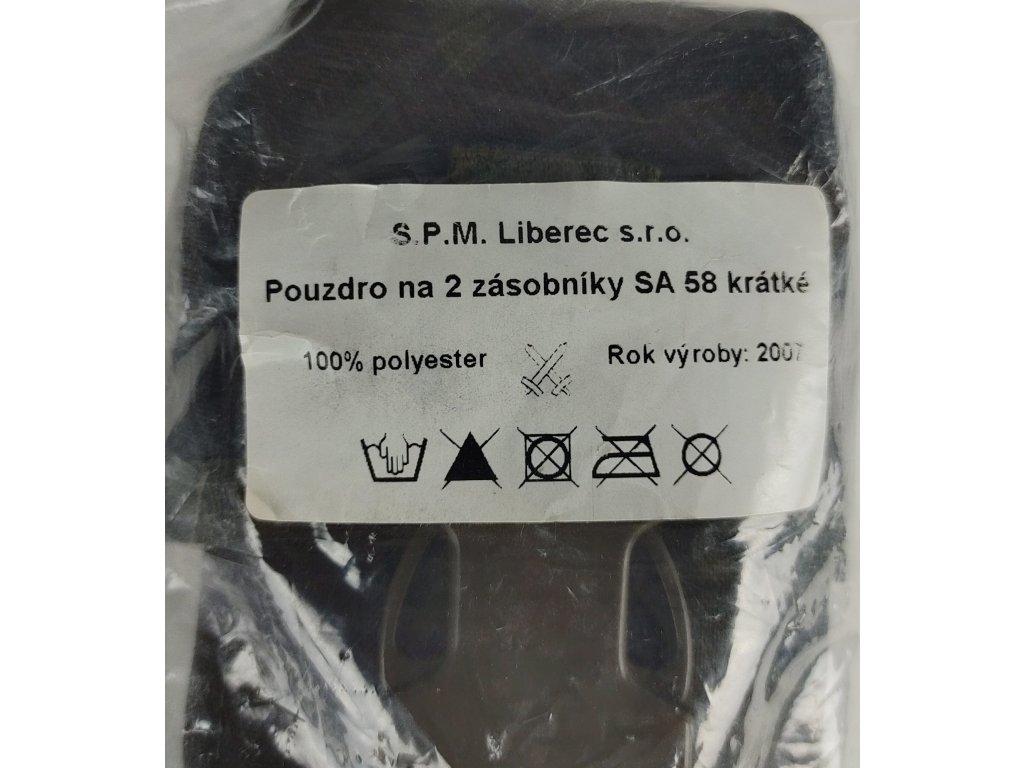 S.P.M. Liberec s.r.o.
Pouzdro na 2 zásobníky SA 58 krátké
100% polyester Rok výroby: 2007